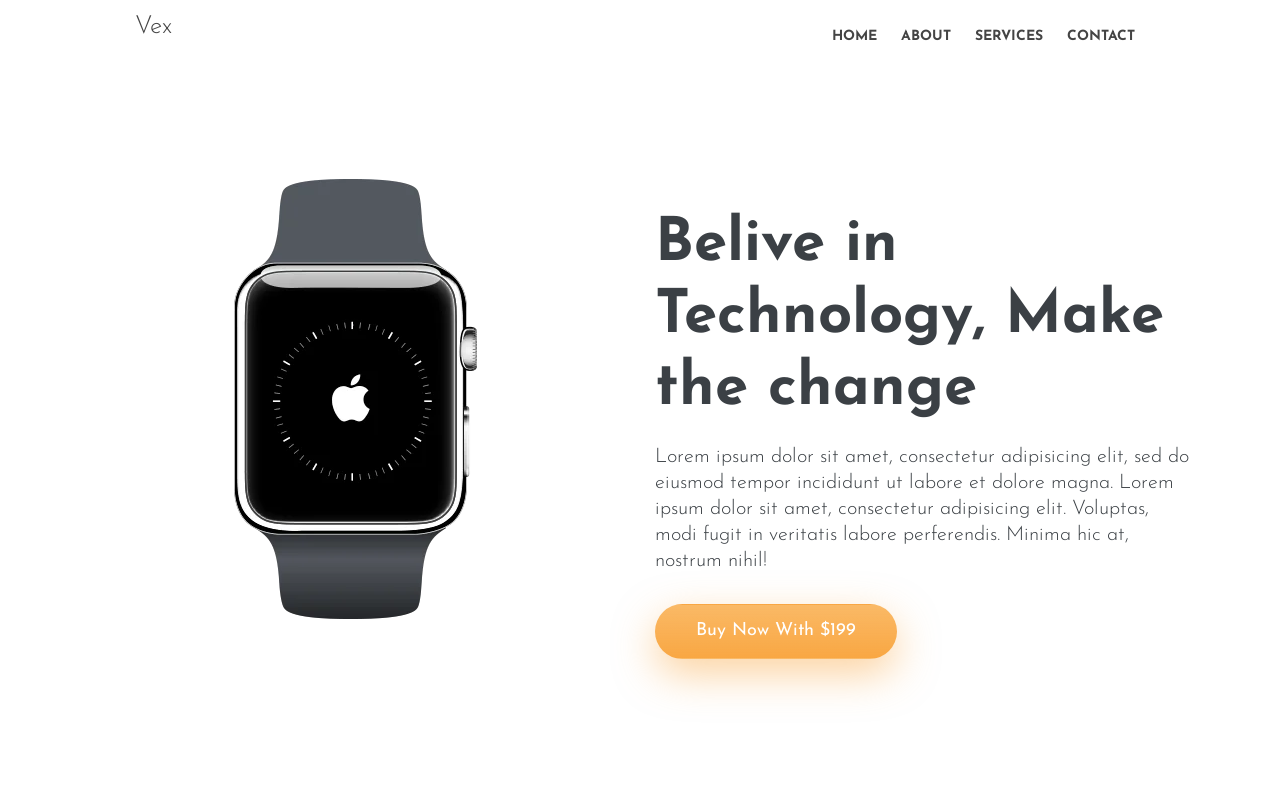 Vex
HOME ABOUT SERVICES CONTACT
Belive in
Technology, Make
the change
Lorem ipsum dolor sit amet, consectetur adipisicing elit, sed do
eiusmod tempor incididunt ut labore et dolore magna. Lorem
ipsum dolor sit amet, consectetur adipisicing elit. Voluptas,
modi fugit in veritatis labore perferendis. Minima hic at,
nostrum nihil!
Buy Now With $199